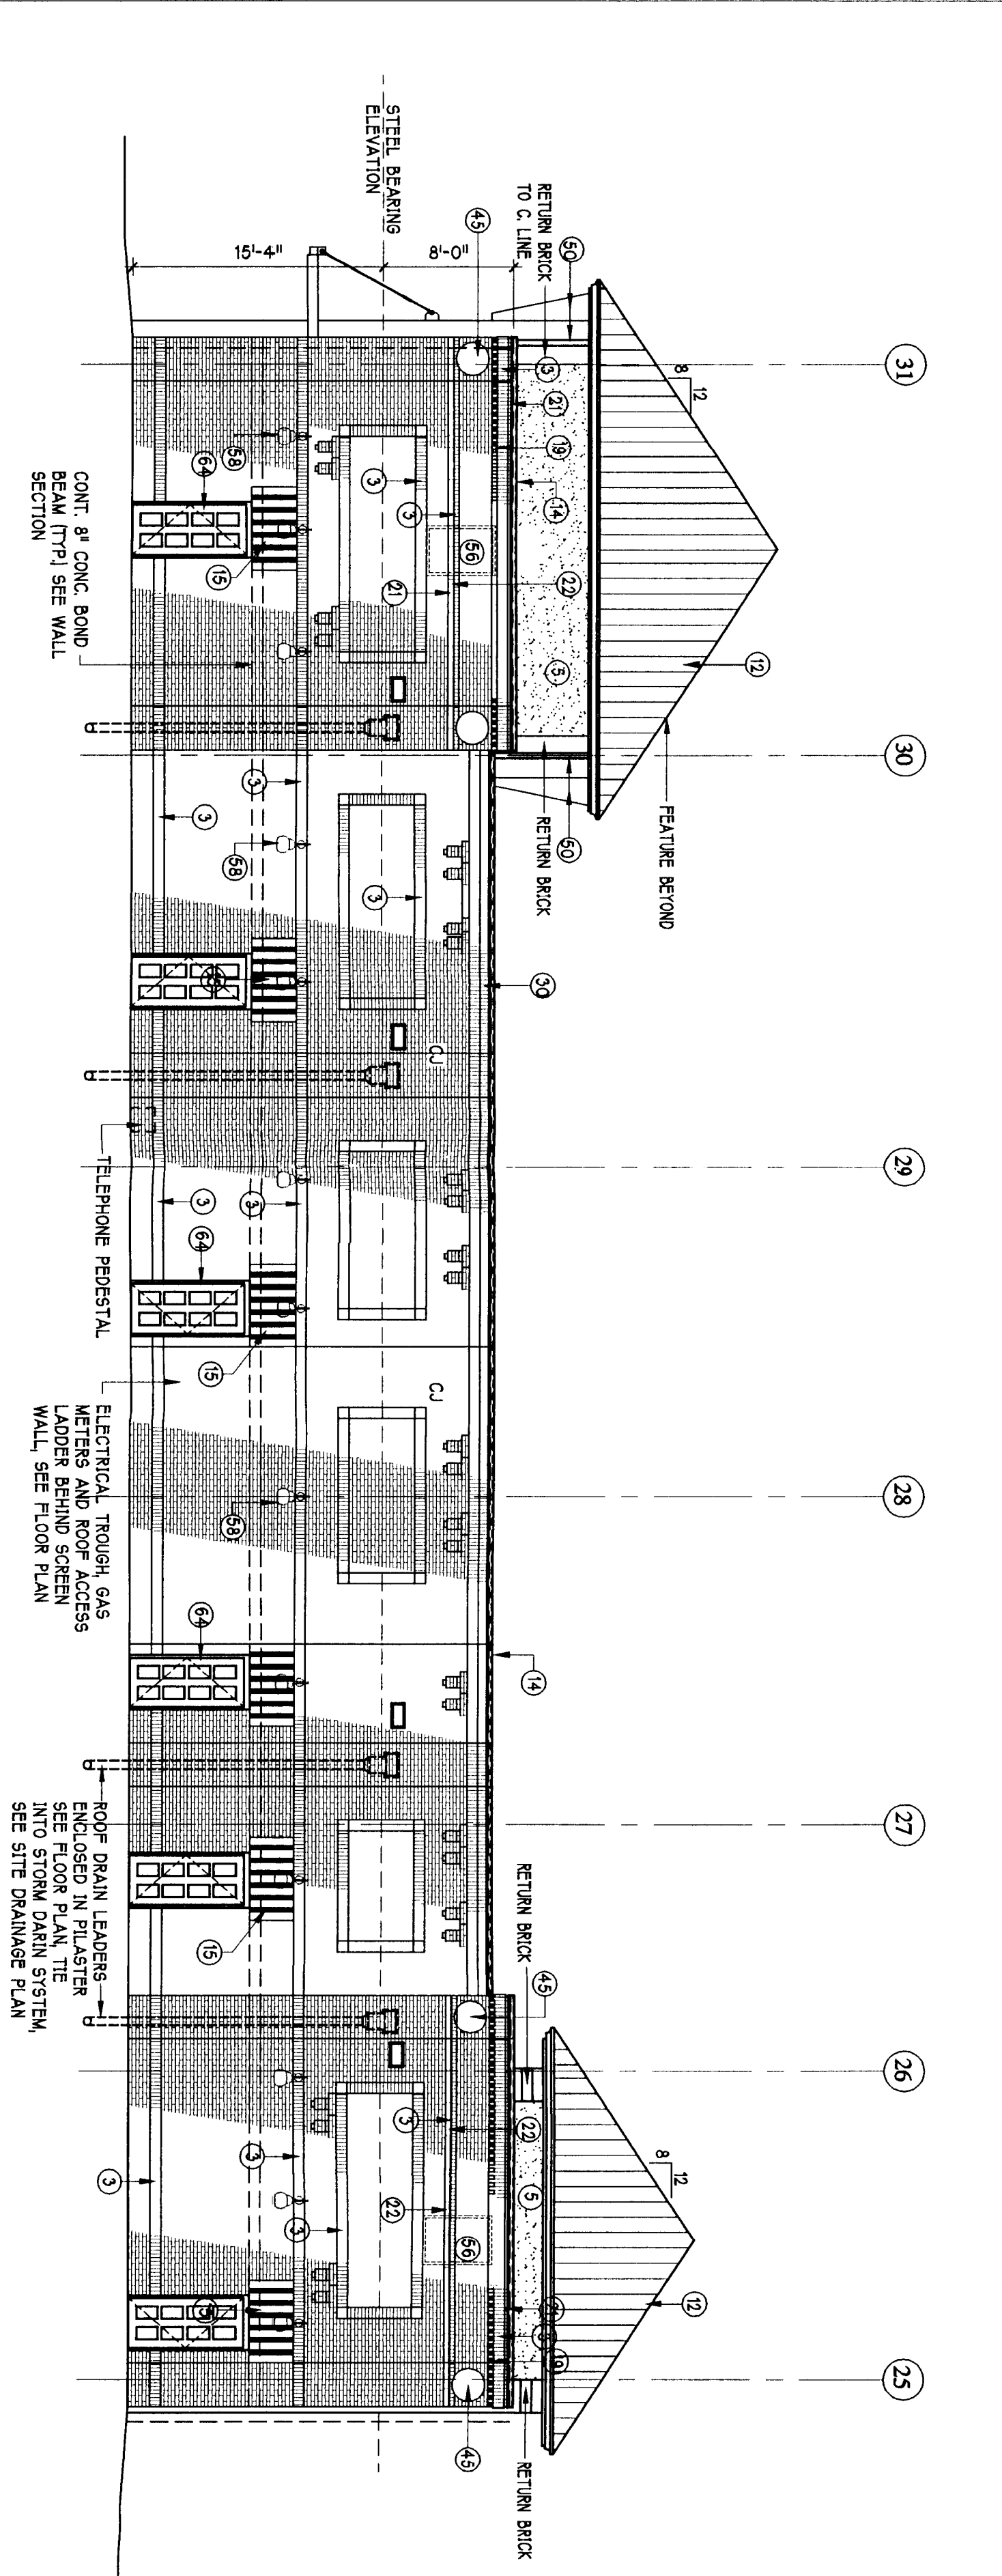 31
30
29
28
27
26
25
12
8
12
FEATURE BEYOND
12
8
12
50
RETURN BRICK
TO C. LINE
3
21
19
14
5
50
RETURN BRICK
30
14
RETURN BRICK
45
22
5
RETURN BRICK
45
45
STEEL BEARING
ELEVATION
8'-0"
15'-4"
56
22
3
3
21
3
CJ
CJ
3
22
56
3
58
64
15
3
3
58
3
3
64
15
58
64
15
3
3
CONT. 8" CONC. BOND
BEAM (TYP.) SEE WALL
SECTION
TELEPHONE PEDESTAL
ELECTRICAL TROUGH, GAS
METERS AND ROOF ACCESS
LADDER BEHIND SCREEN
WALL, SEE FLOOR PLAN
ROOF DRAIN LEADERS
ENCLOSED IN PILASTER
SEE FLOOR PLAN, TIE
INTO STORM DARIN SYSTEM,
SEE SITE DRAINAGE PLAN